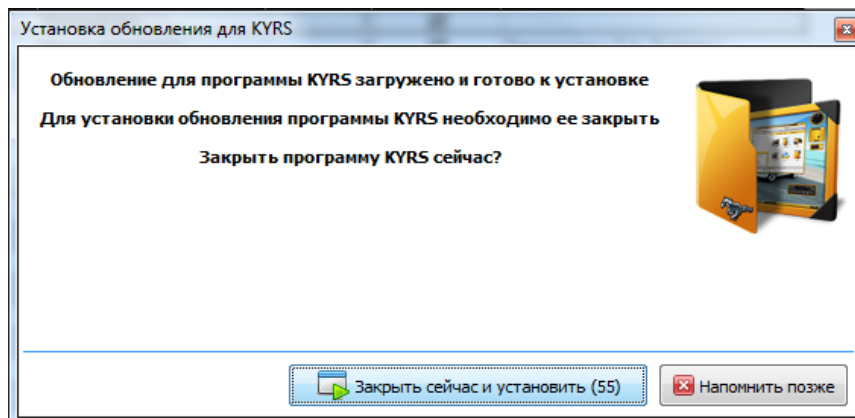 Установка обновления для KYRS
Обновление для программы KYRS загружено и готово к установке
Для установки обновления программы KYRS необходимо ее закрыть
Закрыть программу KYRS сейчас?
Закрыть сейчас и установить (55)
Напомнить позже